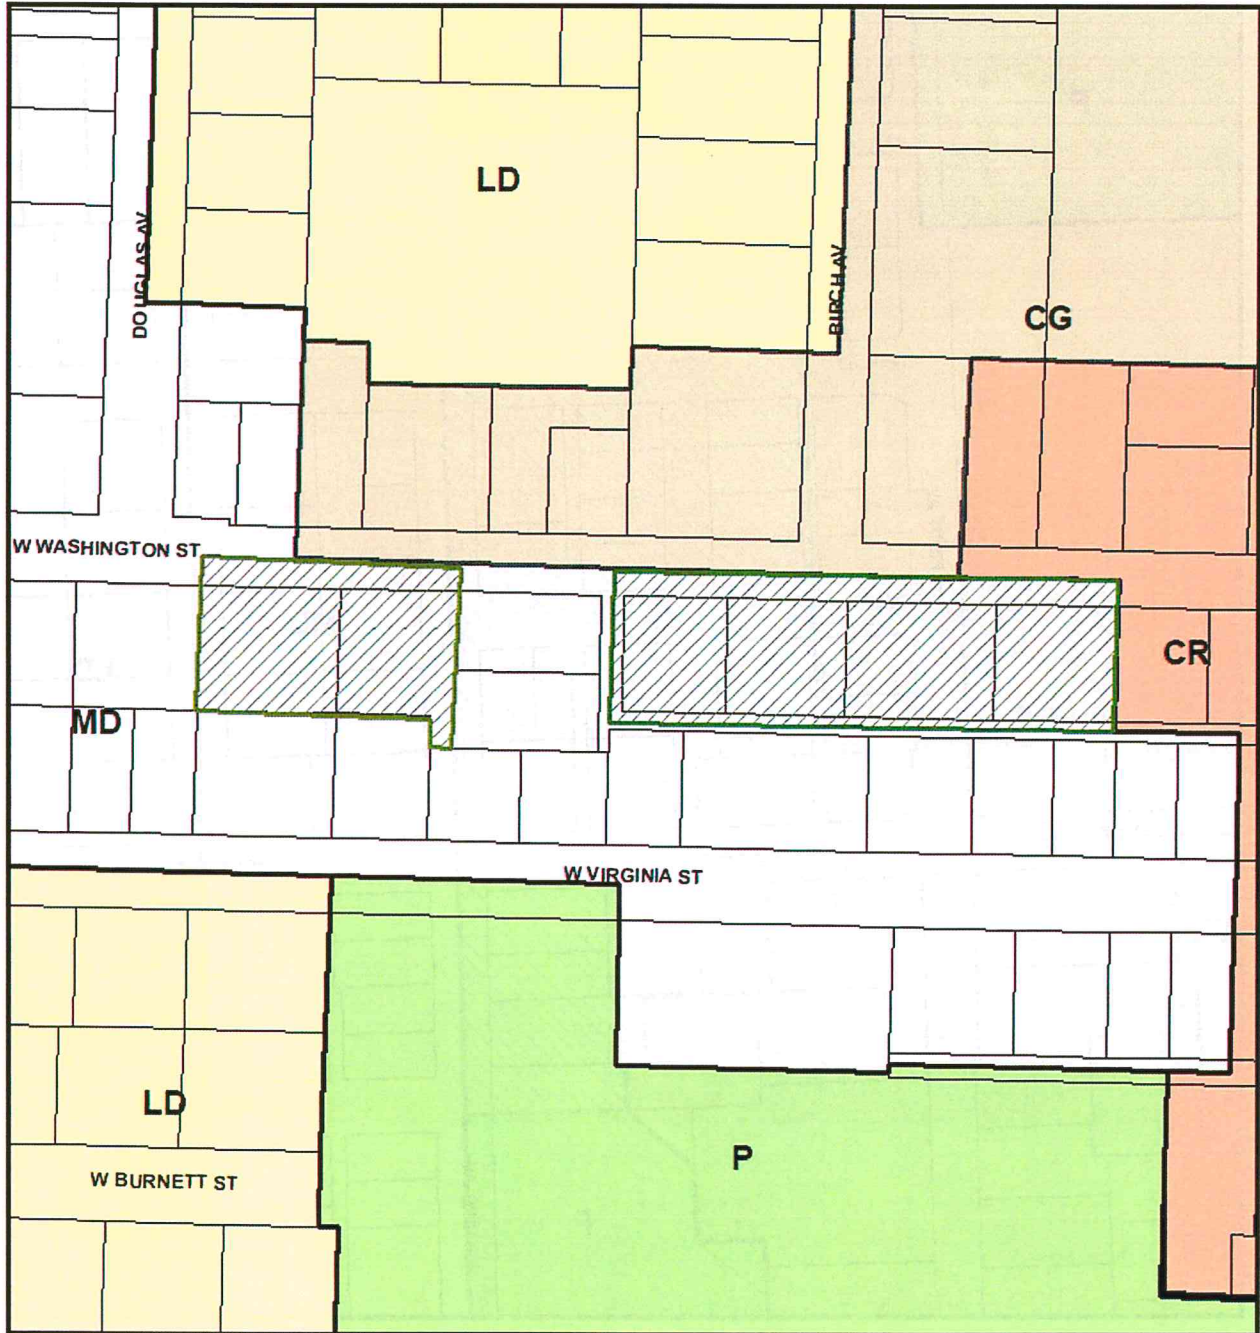 LD
DOUGLAS AV
BIRCH AV
CG
W WASHINGTON ST
CR
MD
W VIRGINIA ST
LD
P
W BURNETT ST